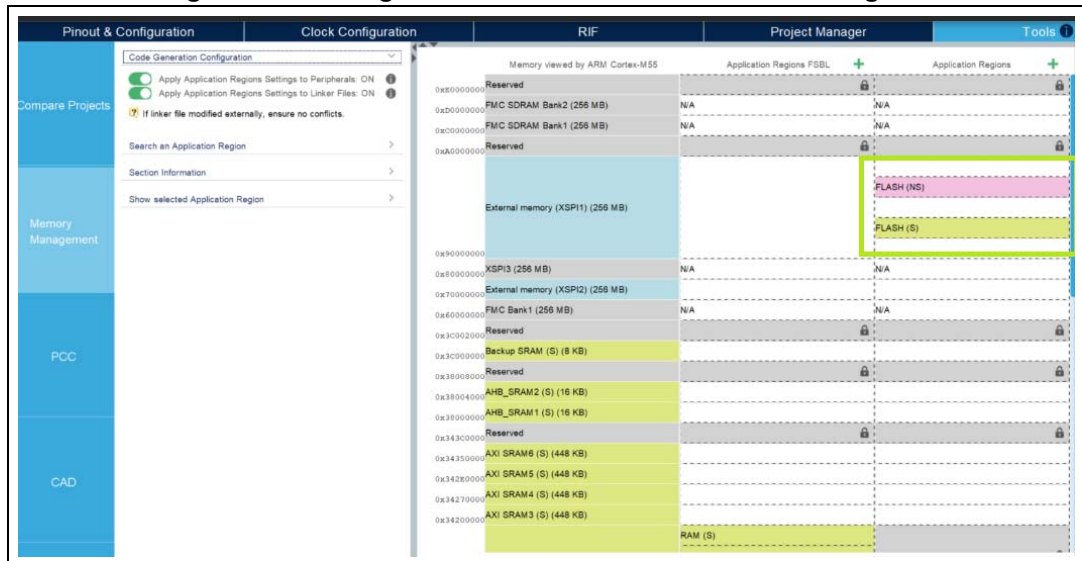 Pinout & Configuration
Clock Configuration
RIF
Project Manager
Tools
Compare Projects
Memory Management
PCC
CAD
Code Generation Configuration
Apply Application Regions Settings to Peripherals: ON
Apply Application Regions Settings to Linker Files: ON
If linker file modified externally, ensure no conflicts.
Search an Application Region
Section Information
Show selected Application Region
Memory viewed by ARM Cortex-M55
Application Regions FSBL
Application Regions
0xE0000000 Reserved
0xD0000000 FMC SDRAM Bank2 (256 MB) N/A N/A
0xC0000000 FMC SDRAM Bank1 (256 MB) N/A N/A
0xA0000000 Reserved
FLASH (NS)
External memory (XSPI1) (256 MB)
FLASH (S)
0x90000000
0x80000000 XSPI3 (256 MB) N/A N/A
0x70000000 External memory (XSPI2) (256 MB)
0x60000000 FMC Bank1 (256 MB) N/A N/A
0x3C002000 Reserved
0x3C000000 Backup SRAM (S) (8 KB)
0x38008000 Reserved
0x38004000 AHB_SRAM2 (S) (16 KB)
0x38000000 AHB_SRAM1 (S) (16 KB)
0x343C0000 Reserved
0x34350000 AXI SRAM6 (S) (448 KB)
0x342E0000 AXI SRAM5 (S) (448 KB)
0x34270000 AXI SRAM4 (S) (448 KB)
0x34200000 AXI SRAM3 (S) (448 KB)
RAM (S)